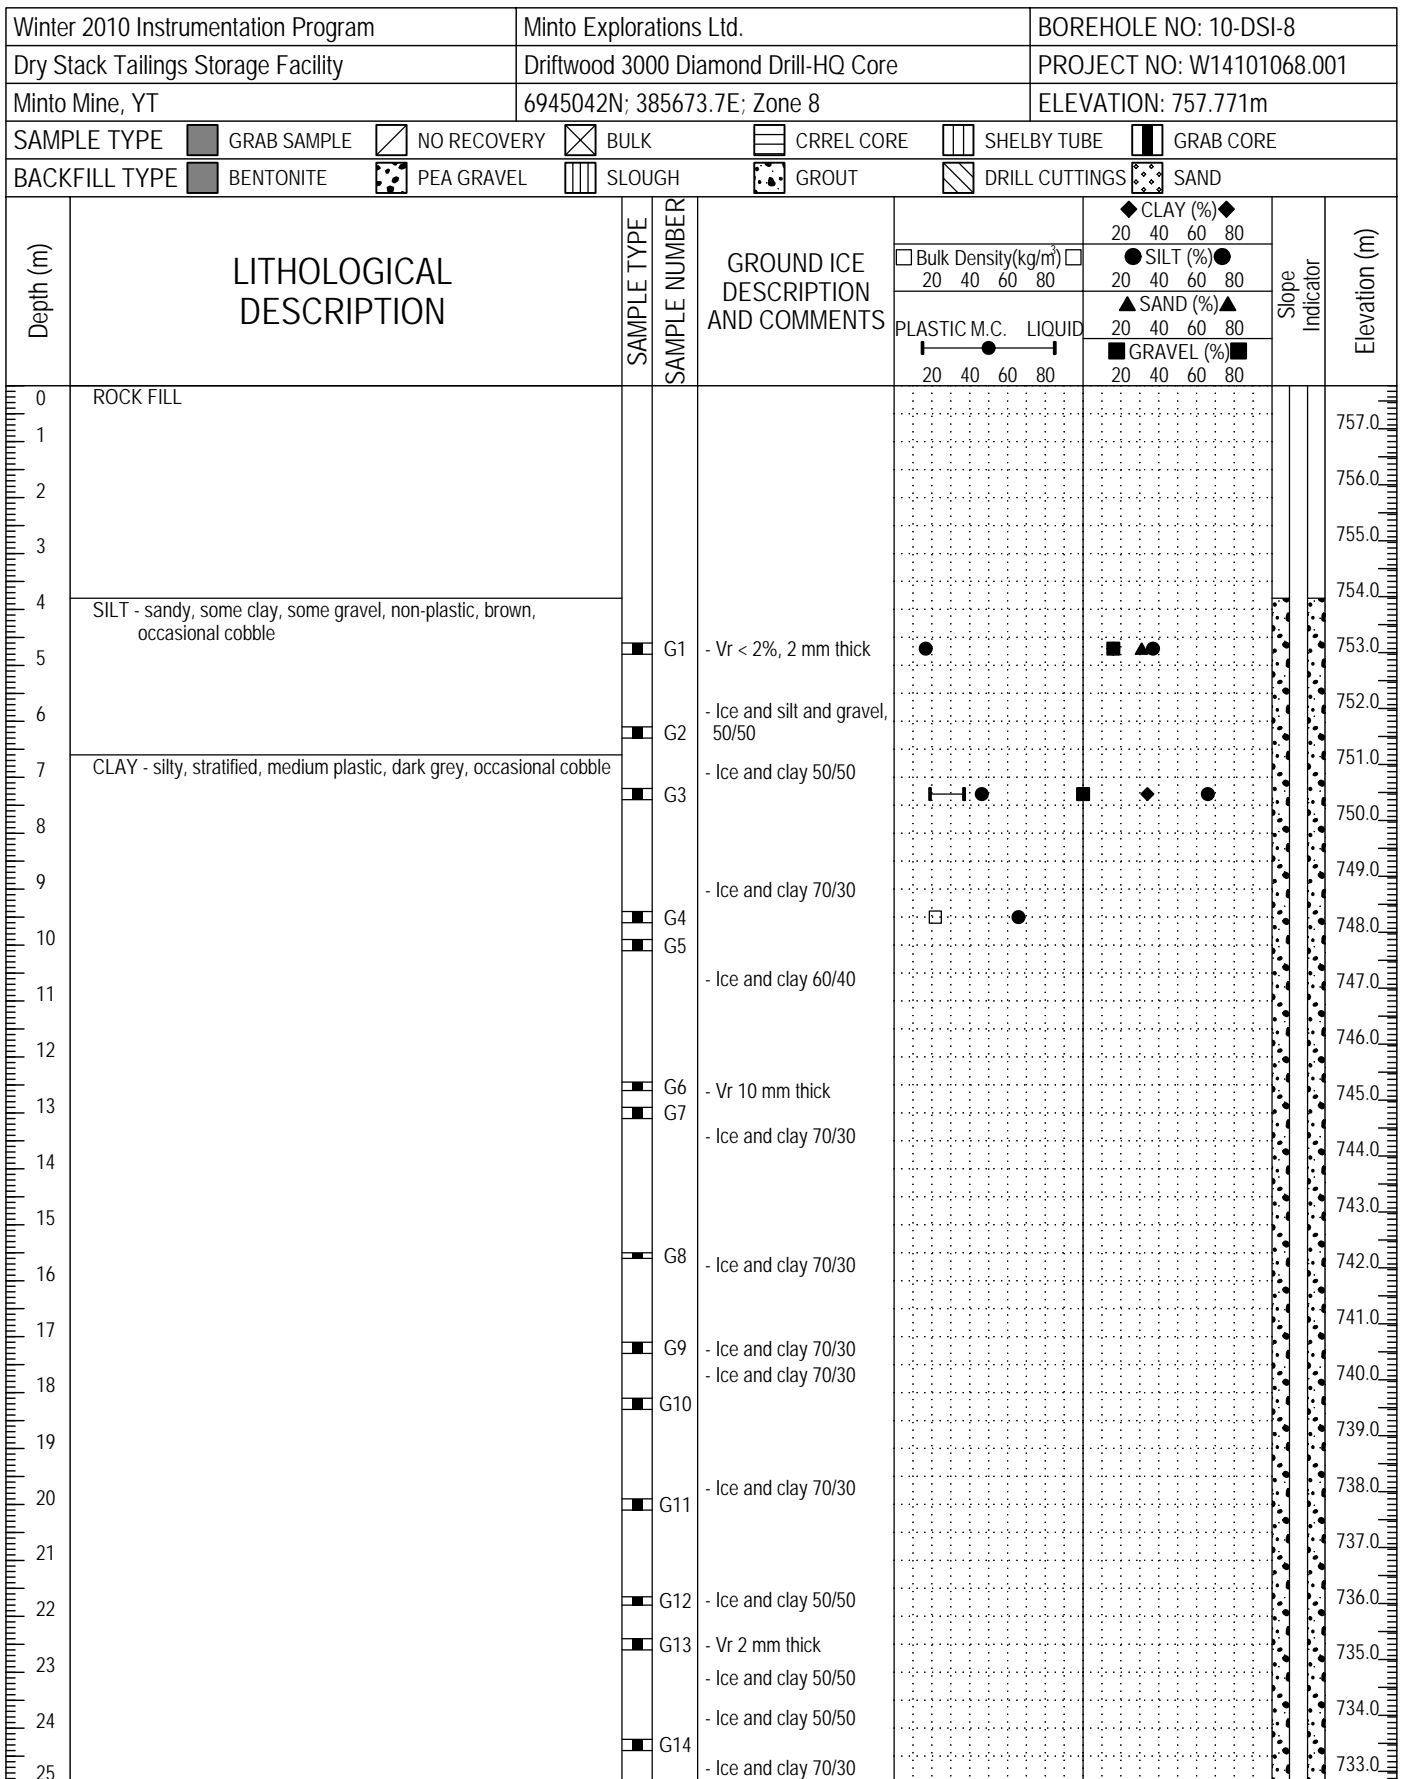 Winter 2010 Instrumentation Program
Minto Explorations Ltd.
BOREHOLE NO: 10-DSI-8
Dry Stack Tailings Storage Facility
Driftwood 3000 Diamond Drill-HQ Core
PROJECT NO: W14101068.001
Minto Mine, YT
6945042N; 385673.7E; Zone 8
ELEVATION: 757.771m
SAMPLE TYPE GRAB SAMPLE NO RECOVERY BULK CRREL CORE SHELBY TUBE GRAB CORE
BACKFILL TYPE BENTONITE PEA GRAVEL SLOUGH GROUT DRILL CUTTINGS SAND
Depth (m)
LITHOLOGICAL
DESCRIPTION
SAMPLE TYPE
SAMPLE NUMBER
GROUND ICE
DESCRIPTION
AND COMMENTS
Bulk Density(kg/m³)
20 40 60 80
PLASTIC M.C. LIQUID
20 40 60 80
CLAY (%)
20 40 60 80
SILT (%)
20 40 60 80
SAND (%)
20 40 60 80
GRAVEL (%)
20 40 60 80
Slope
Indicator
Elevation (m)
0 ROCK FILL
757.0
1
756.0
2
755.0
3
754.0
4
SILT - sandy, some clay, some gravel, non-plastic, brown,
occasional cobble
G1 - Vr < 2%, 2 mm thick
753.0
5
752.0
- Ice and silt and gravel,
50/50
6
G2
751.0
7
CLAY - silty, stratified, medium plastic, dark grey, occasional cobble
- Ice and clay 50/50
G3
750.0
8
749.0
9
- Ice and clay 70/30
G4
748.0
10
G5
- Ice and clay 60/40
747.0
11
746.0
12
G6 - Vr 10 mm thick
745.0
13
G7
- Ice and clay 70/30
744.0
14
743.0
15
G8 - Ice and clay 70/30
742.0
16
741.0
17
G9 - Ice and clay 70/30
- Ice and clay 70/30
740.0
18
G10
739.0
19
- Ice and clay 70/30
738.0
20
G11
737.0
21
G12 - Ice and clay 50/50
736.0
22
G13 - Vr 2 mm thick
735.0
23
- Ice and clay 50/50
734.0
- Ice and clay 50/50
24
G14
- Ice and clay 70/30
733.0
25